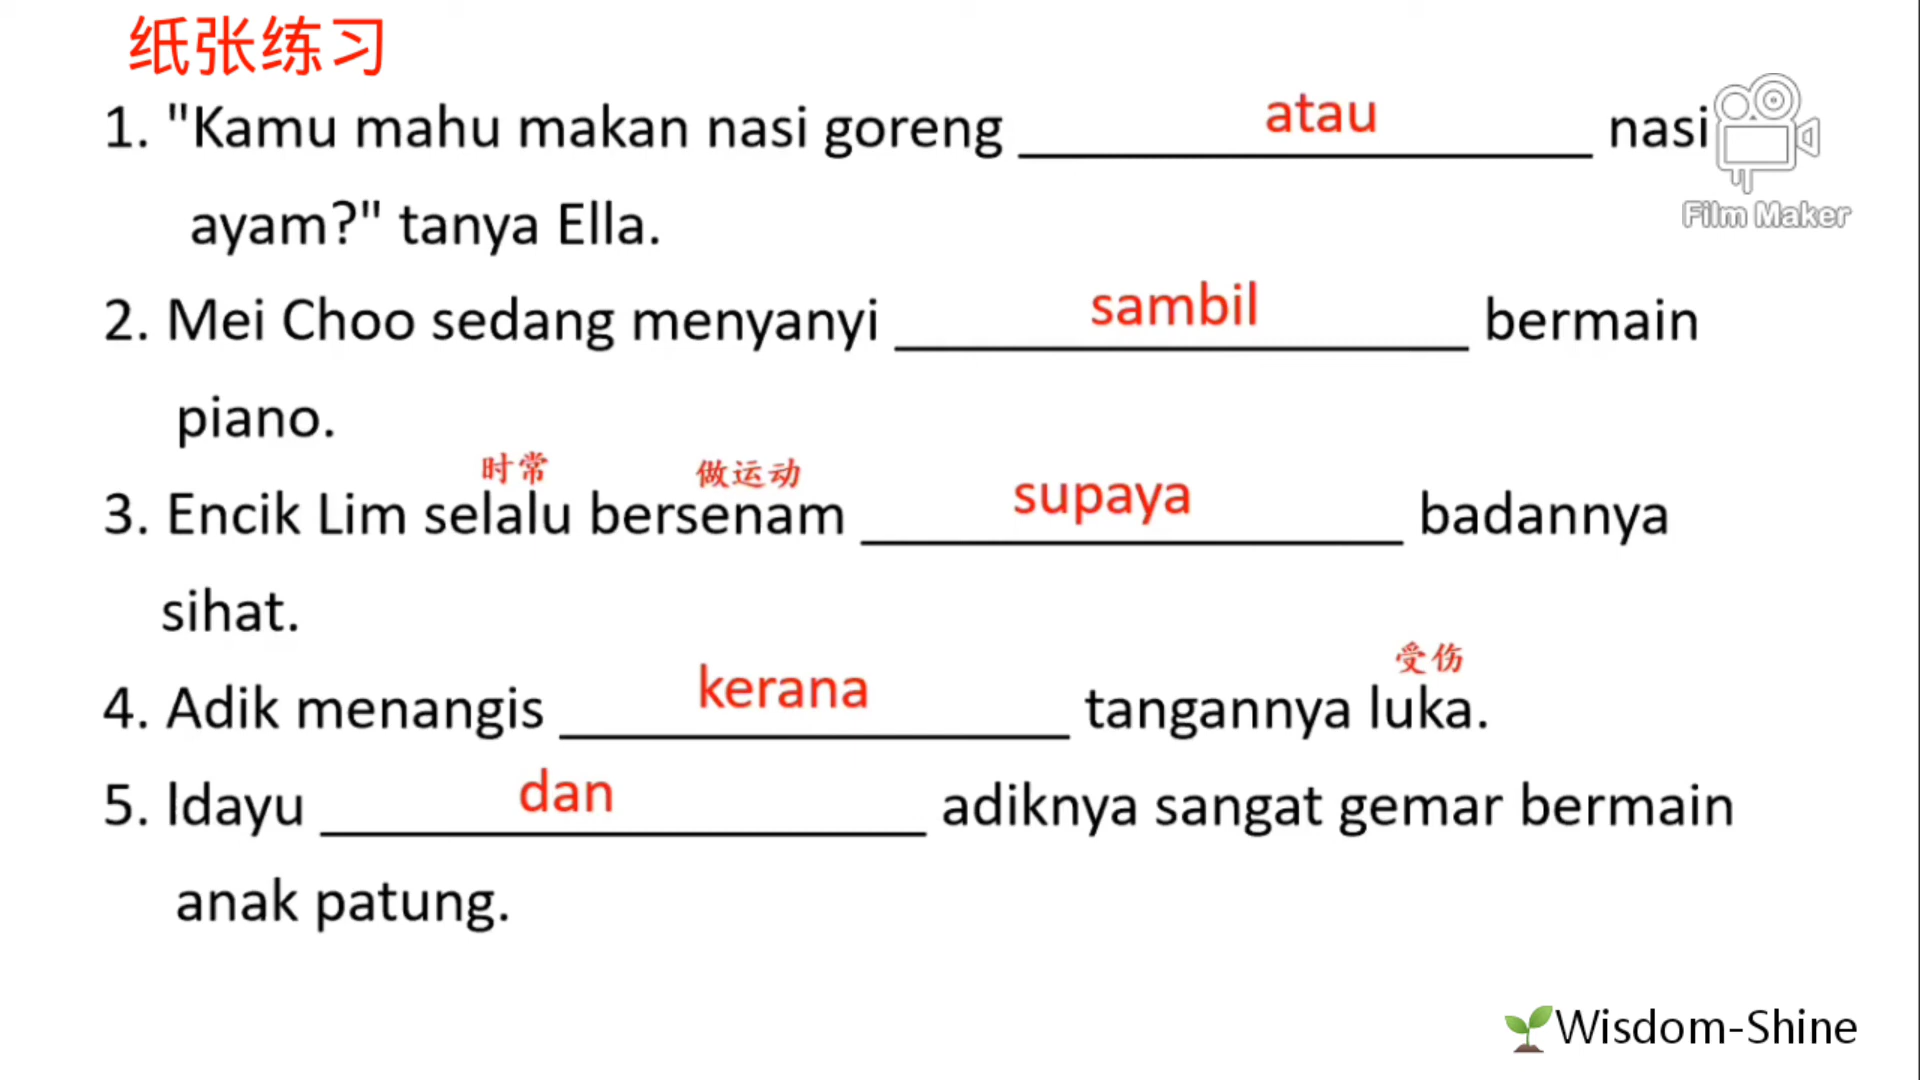 纸张练习
1. "Kamu mahu makan nasi goreng atau nasi
Film Maker
ayam?" tanya Ella.
2. Mei Choo sedang menyanyi sambil bermain
piano.
时常 做运动
3. Encik Lim selalu bersenam supaya badannya
sihat.
受伤
4. Adik menangis kerana tangannya luka.
5. Idayu dan adiknya sangat gemar bermain
anak patung.
Wisdom-Shine